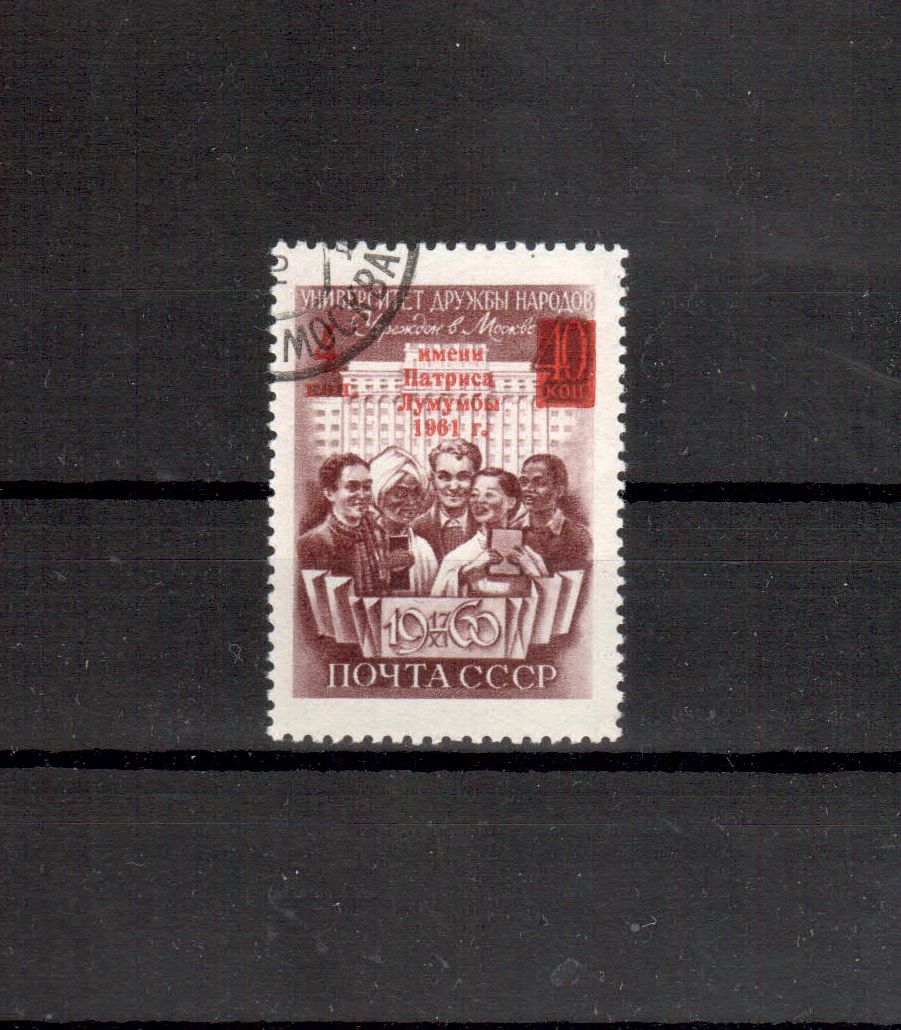 УНИВЕРСИТЕТ ДРУЖБЫ НАРОДОВ
Учрежден в Москве
МОСКВА
4
коп.
40
КОП
имени
Патриса
Лумумбы
1961 г.
19 17 60
XI
ПОЧТА СССР